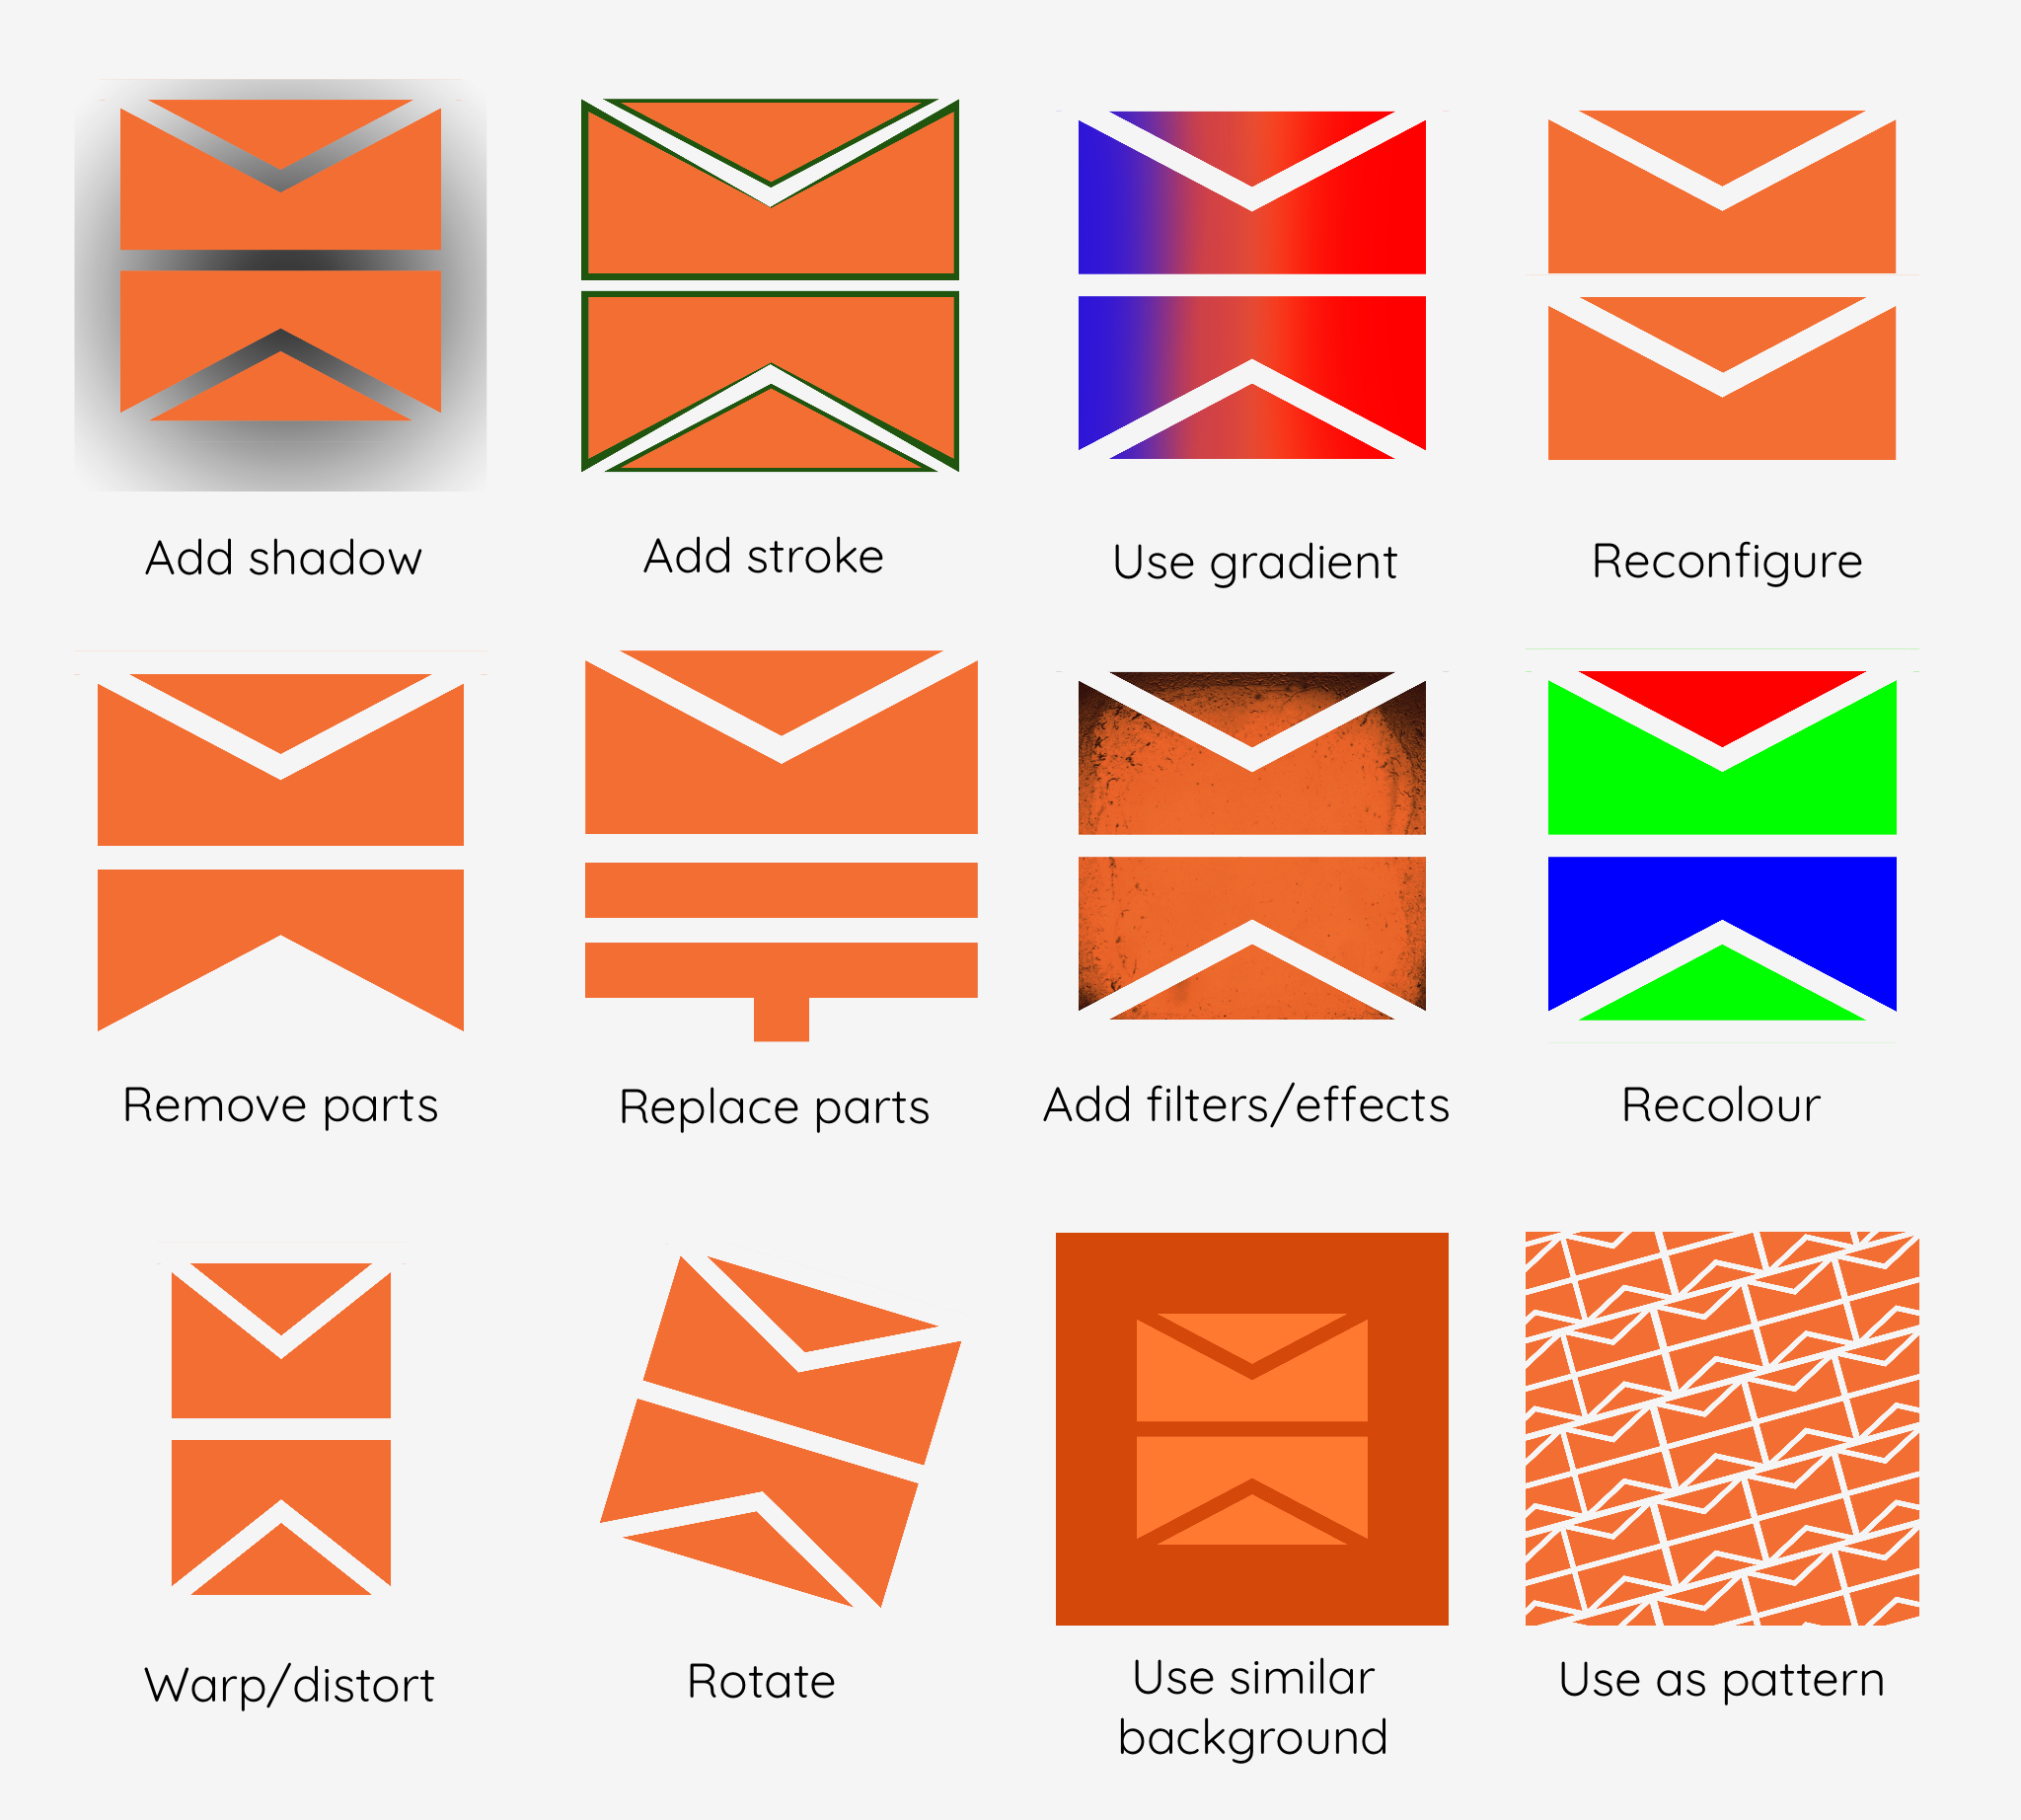 Add shadow
Add stroke
Use gradient
Reconfigure
Remove parts
Replace parts
Add filters/effects
Recolour
Warp/distort
Rotate
Use similar
background
Use as pattern